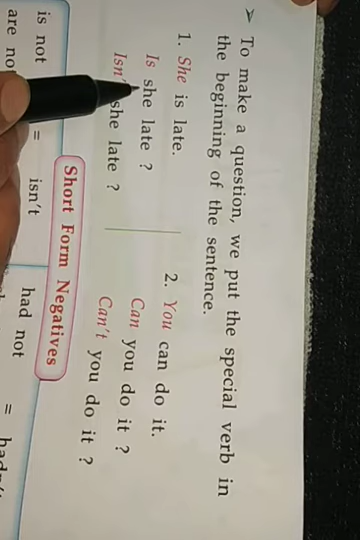 ➢ To make a question, we put the special verb in
the beginning of the sentence.
1. She is late.
Is she late ?
Isn't she late ?
2. You can do it.
Can you do it ?
Can't you do it ?
Short Form Negatives
is not = isn't
had not =
are